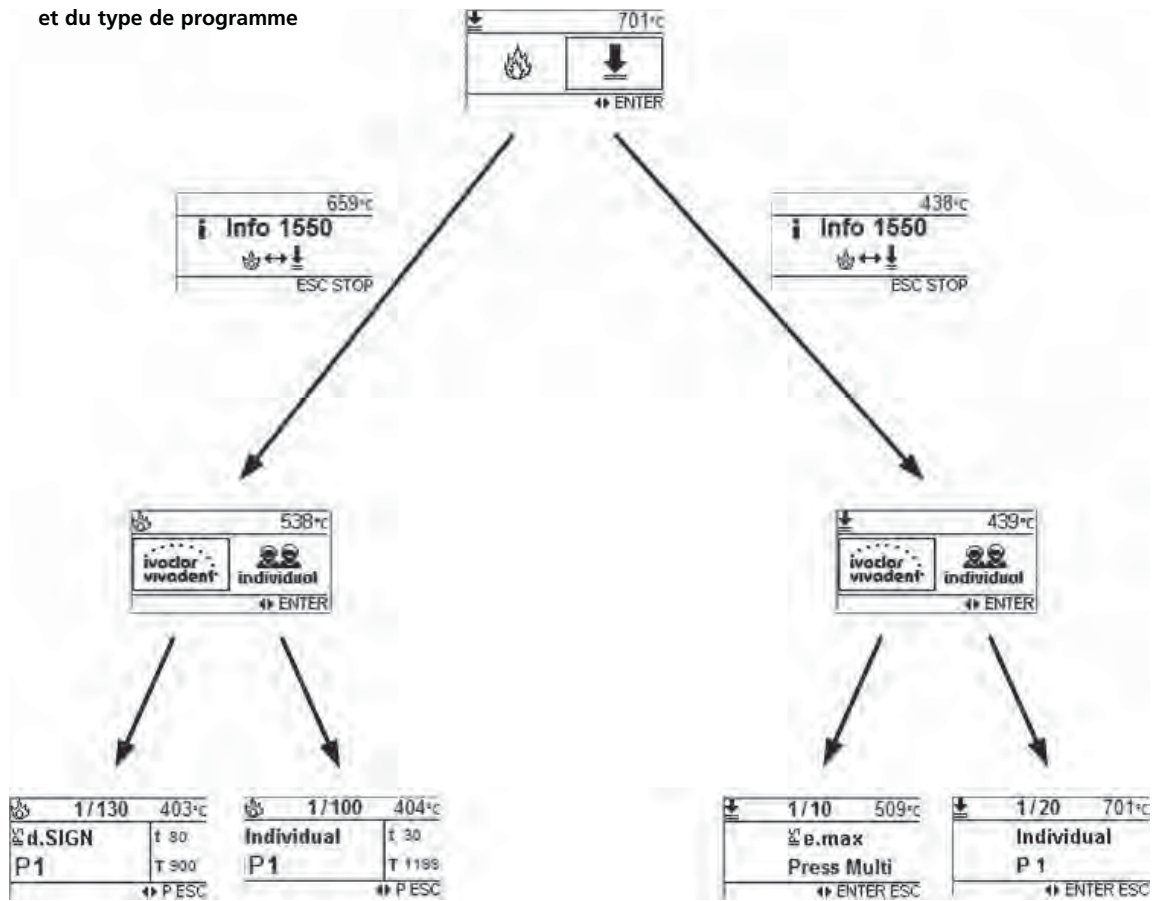 et du type de programme
701°C
ENTER
659°C
i Info 1550
ESC STOP
438°C
i Info 1550
ESC STOP
538°C
ivoclar
vivadent
individual
ENTER
439°C
ivoclar
vivadent
individual
ENTER
1/130 403°C
d.SIGN t 80
P1 T 900
P ESC
1/100 404°C
Individual t 30
P1
P ESC
1/10 509°C
e.max
Press Multi
ENTER ESC
1/20 701°C
Individual
P 1
ENTER ESC